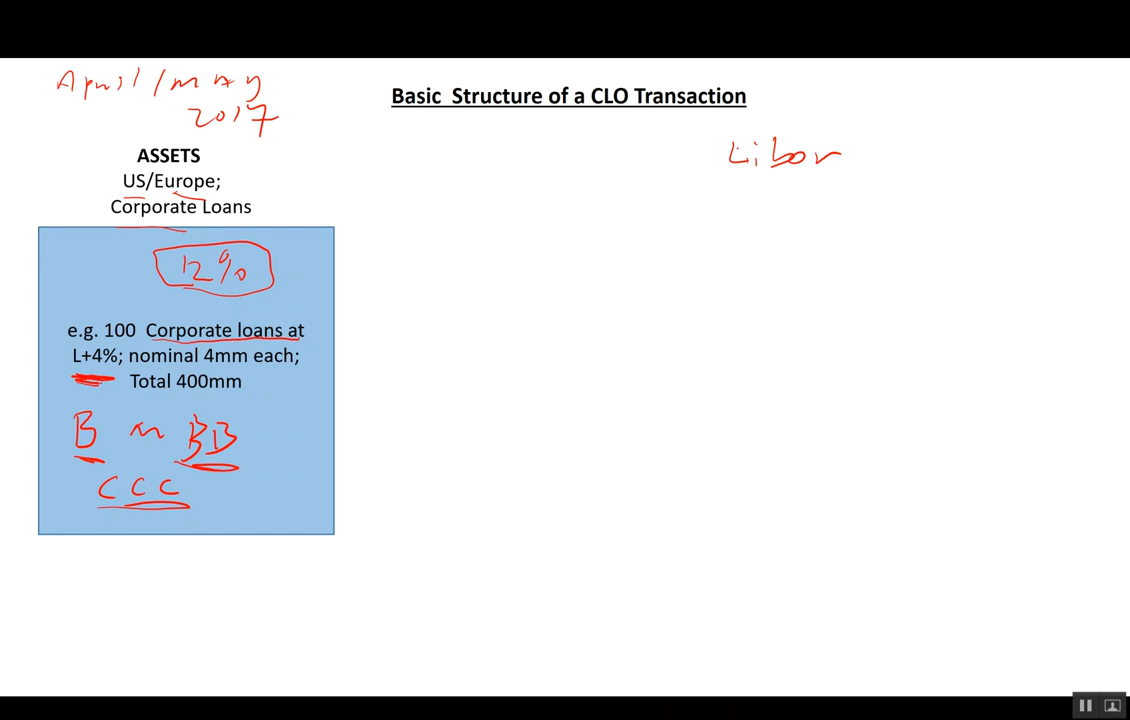 April/may
2017
Basic Structure of a CLO Transaction
Libor
ASSETS
US/Europe;
Corporate Loans
12%
e.g. 100 Corporate loans at
L+4%; nominal 4mm each;
Total 400mm
B BB
CCC